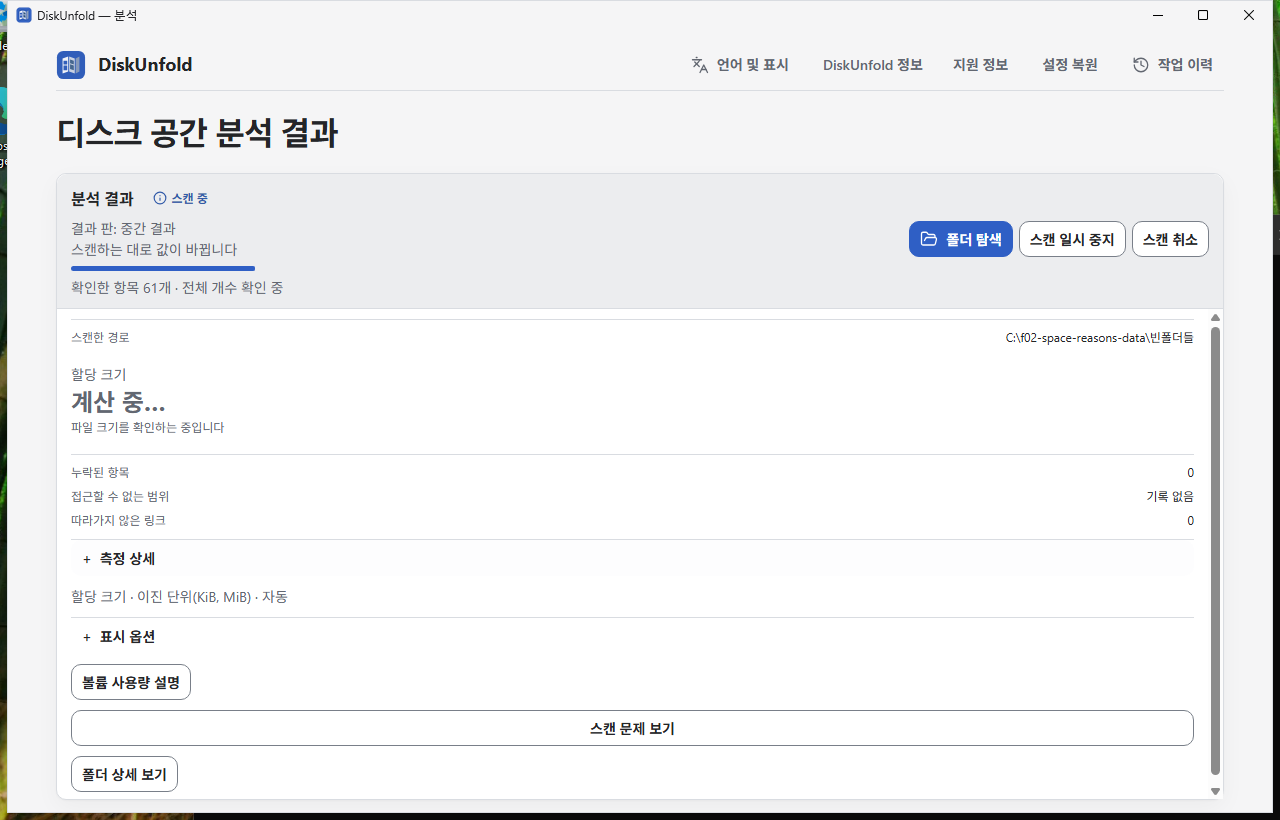 DiskUnfold — 분석
DiskUnfold
언어 및 표시
DiskUnfold 정보
지원 정보
설정 복원
작업 이력
디스크 공간 분석 결과
분석 결과
스캔 중
결과 판: 중간 결과
스캔하는 대로 값이 바뀝니다
확인한 항목 61개 · 전체 개수 확인 중
폴더 탐색
스캔 일시 중지
스캔 취소
스캔한 경로
C:\f02-space-reasons-data\빈폴더들
할당 크기
계산 중...
파일 크기를 확인하는 중입니다
누락된 항목 0
접근할 수 없는 범위 기록 없음
따라가지 않은 링크 0
+ 측정 상세
할당 크기 · 이진 단위(KiB, MiB) · 자동
+ 표시 옵션
볼륨 사용량 설명
스캔 문제 보기
폴더 상세 보기